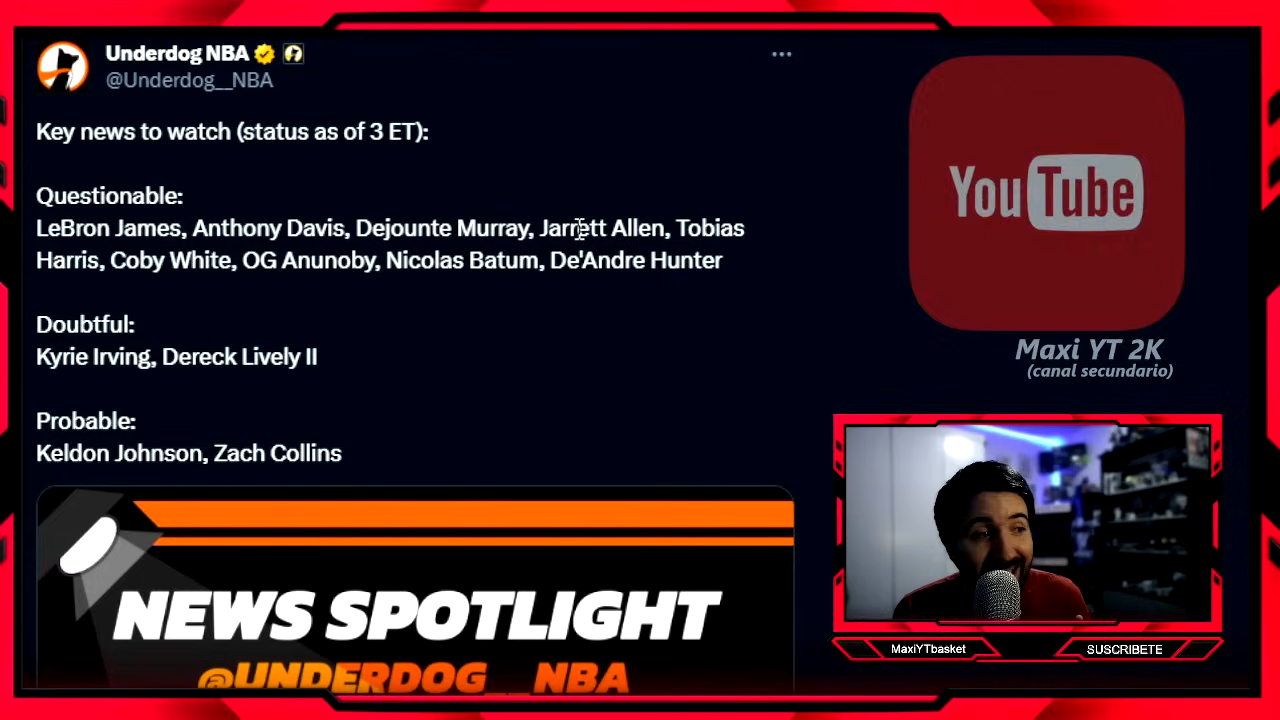 Underdog NBA
@Underdog__NBA
Key news to watch (status as of 3 ET):
Questionable:
LeBron James, Anthony Davis, Dejounte Murray, Jarrett Allen, Tobias
Harris, Coby White, OG Anunoby, Nicolas Batum, De'Andre Hunter
Doubtful:
Kyrie Irving, Dereck Lively II
Probable:
Keldon Johnson, Zach Collins
NEWS SPOTLIGHT
@UNDERDOG__NBA
YouTube
Maxi YT 2K
(canal secundario)
MaxiYTbasket
SUSCRIBETE